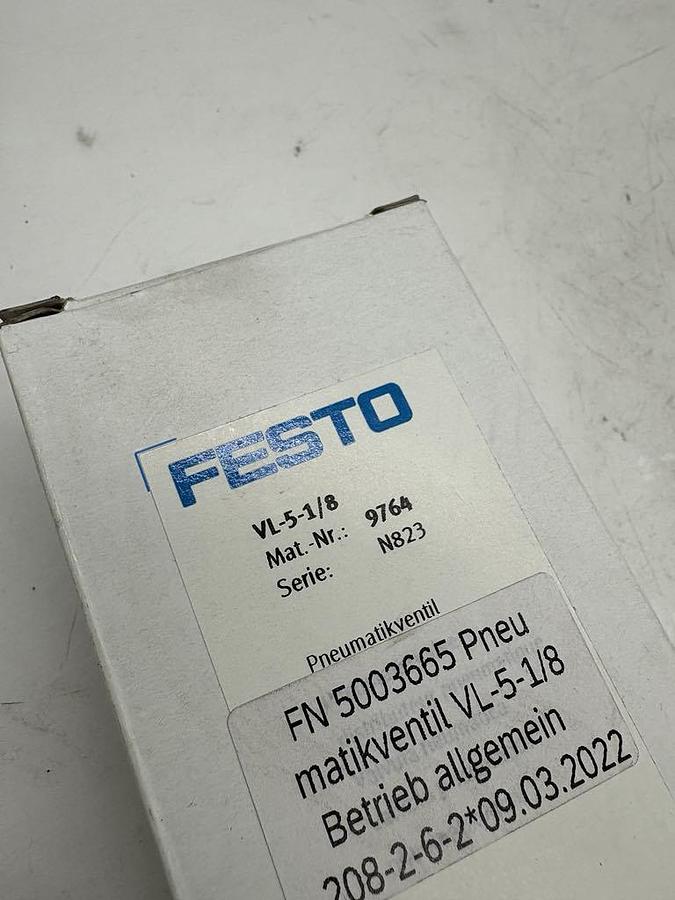 FESTO
VL-5-1/8
Mat.-Nr.: 9764
Serie: N823
Pneumatikventil
FN 5003665 Pneu
matikventil VL-5-1/8
Betrieb allgemein
208-2-6-2*09.03.2022